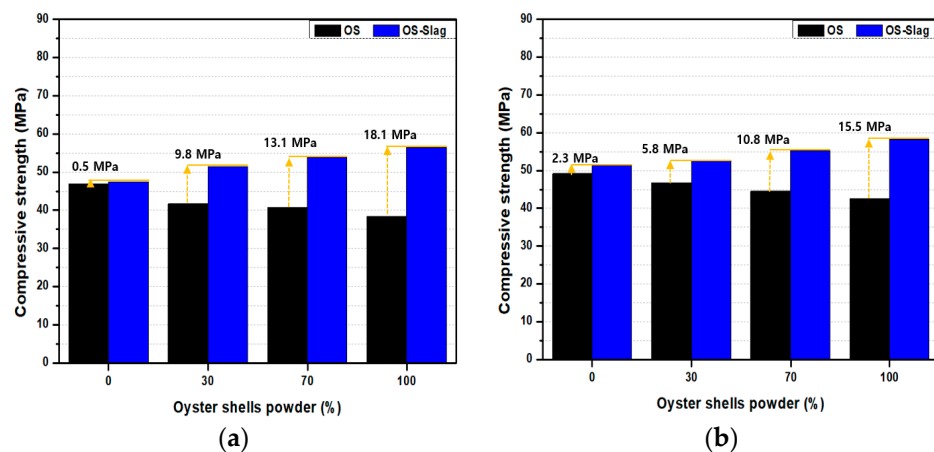 OS OS-Slag
Compressive strength (MPa)
90
80
70
60
50
40
30
20
10
0
0.5 MPa
9.8 MPa
13.1 MPa
18.1 MPa
0 30 70 100
Oyster shells powder (%)
(a)
OS OS-Slag
Compressive strength (MPa)
90
80
70
60
50
40
30
20
10
0
2.3 MPa
5.8 MPa
10.8 MPa
15.5 MPa
0 30 70 100
Oyster shells powder (%)
(b)